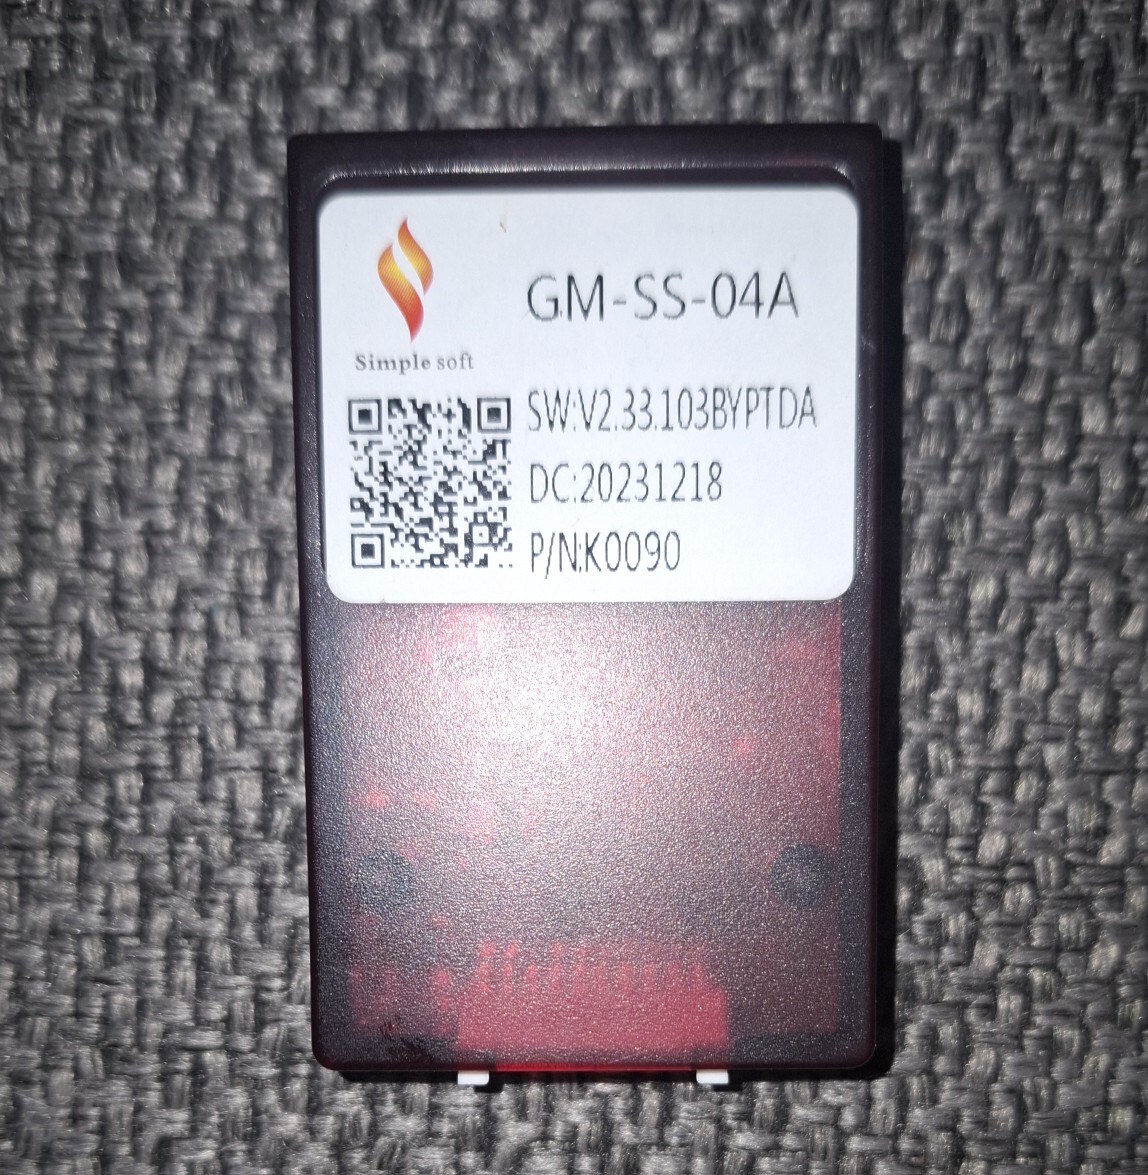 GM-SS-04A
Simple soft
SW:V2.33.103BYPTDA
DC:20231218
P/N:K0090